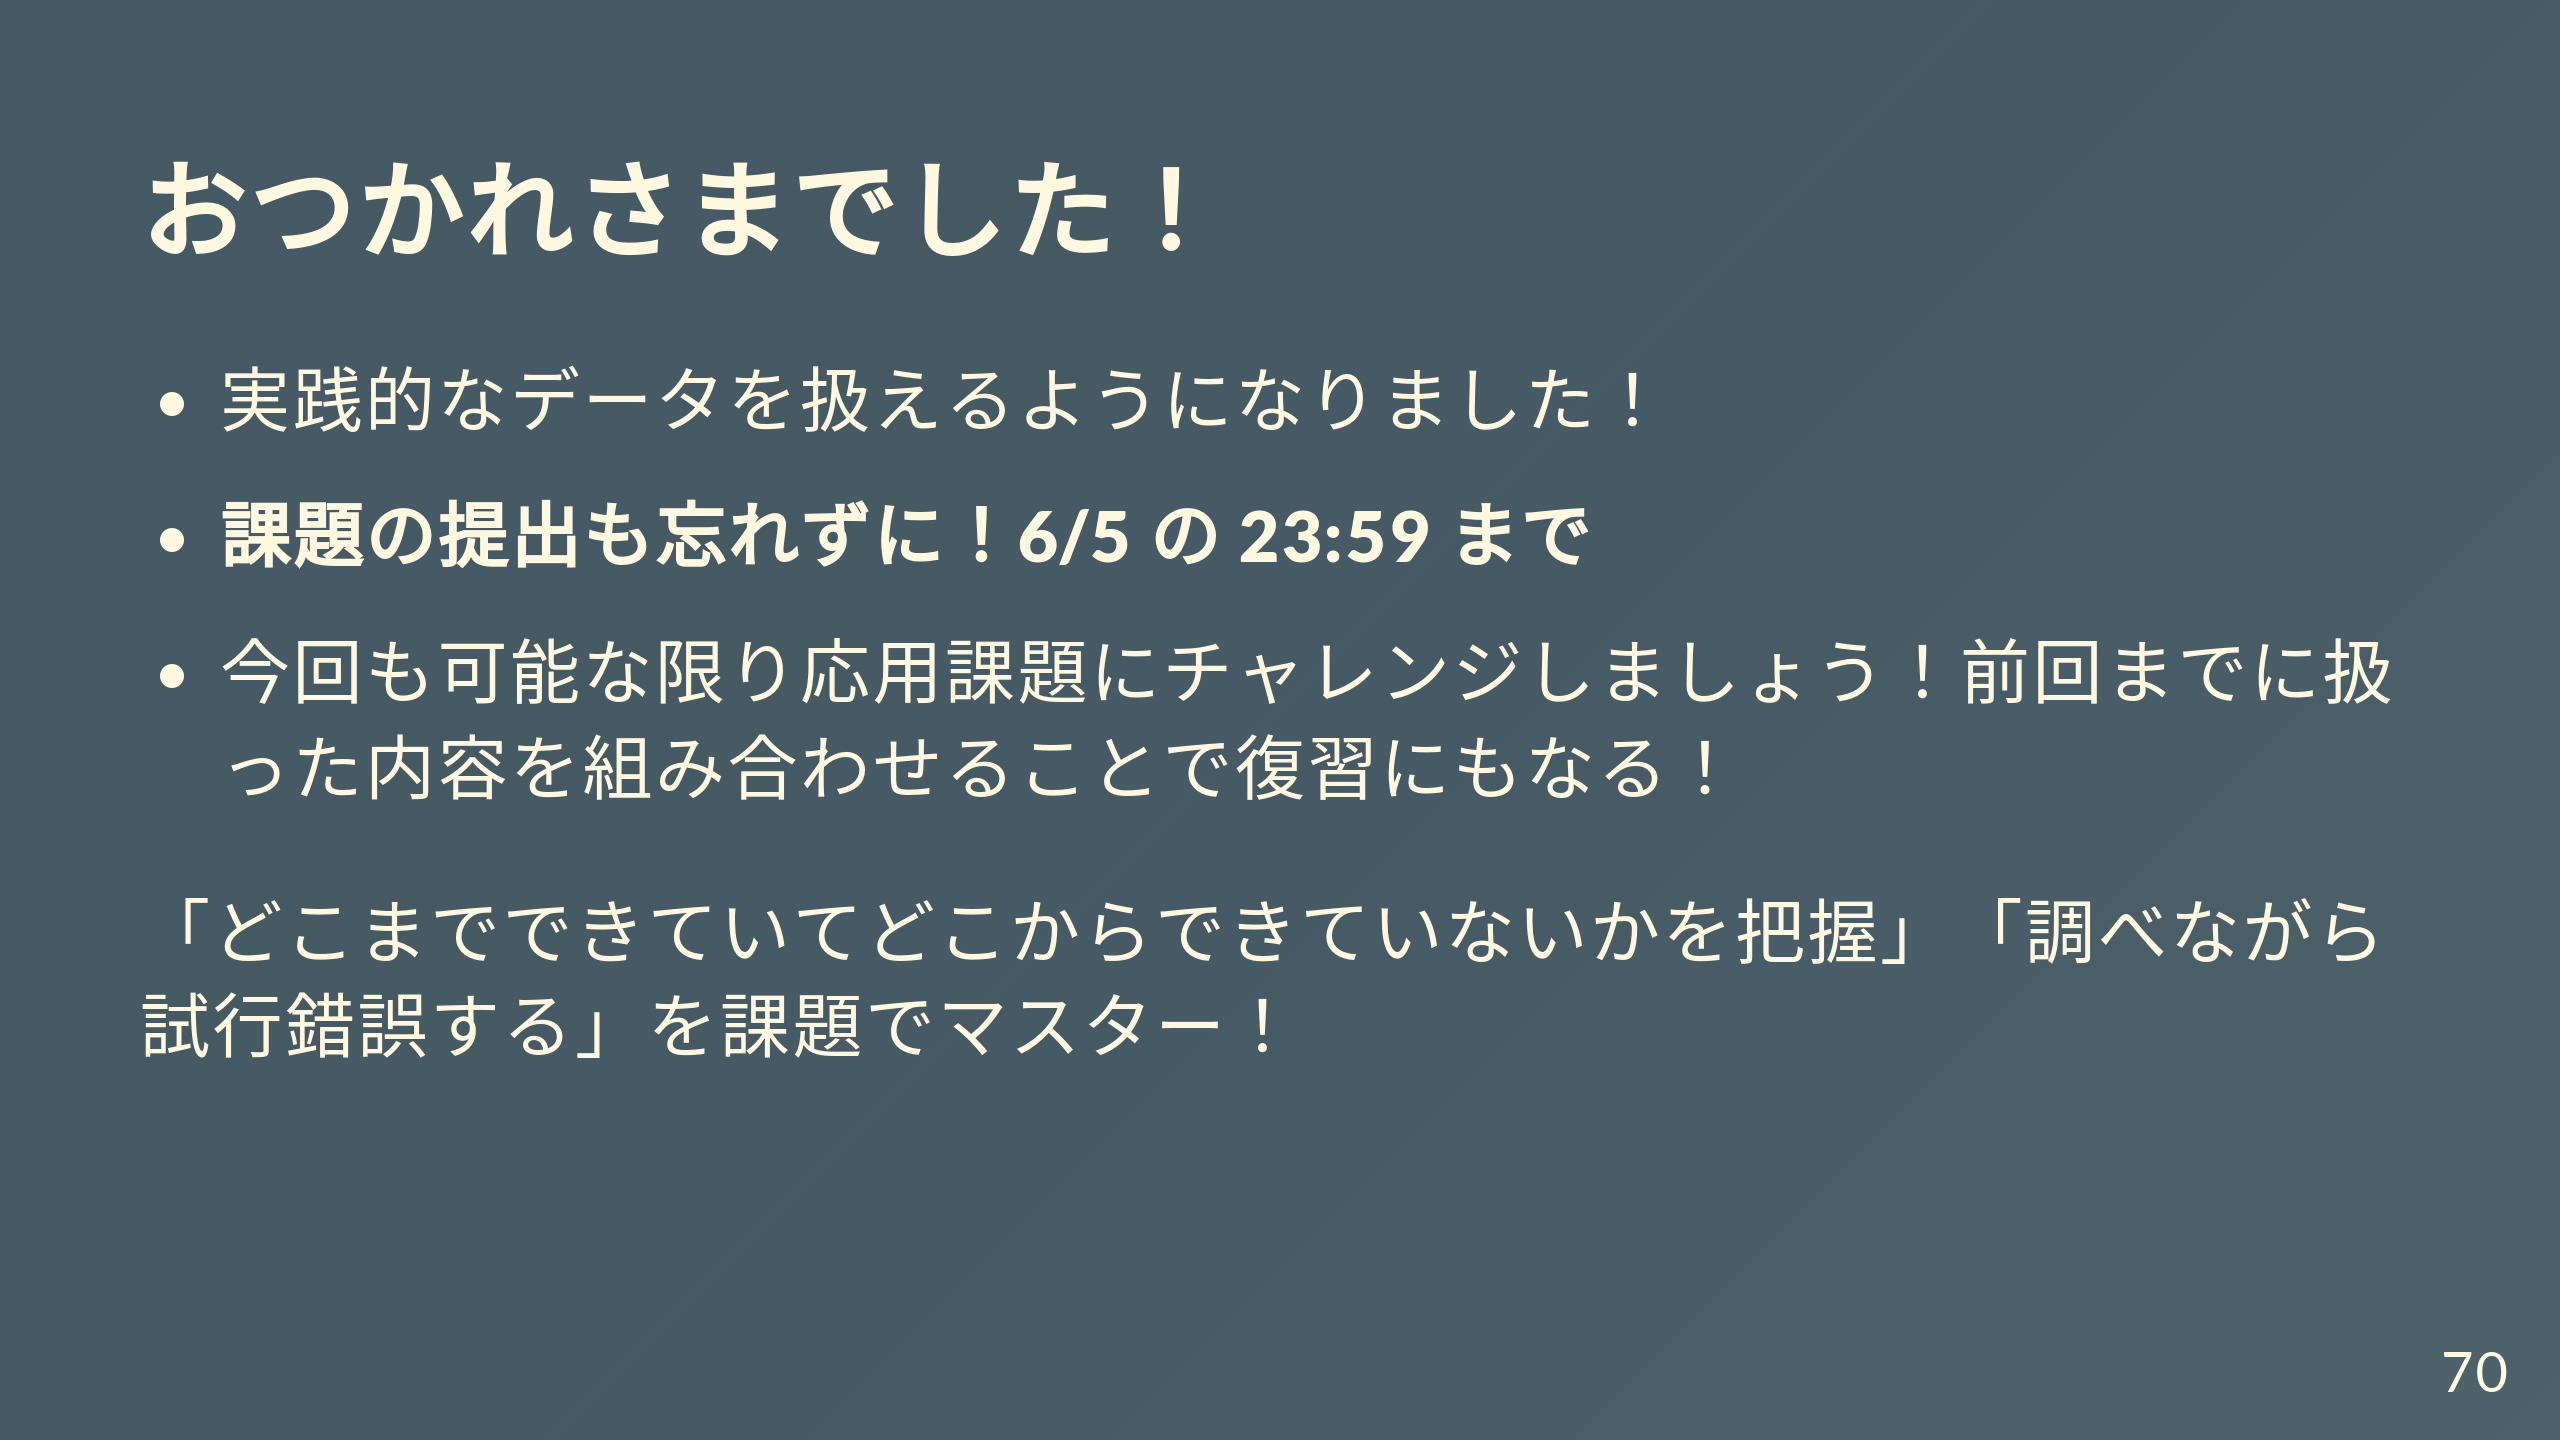 おつかれさまでした！
• 実践的なデータを扱えるようになりました！
• 課題の提出も忘れずに！6/5 の 23:59 まで
• 今回も可能な限り応用課題にチャレンジしましょう！前回までに扱
った内容を組み合わせることで復習にもなる！
「どこまでできていてどこからできていないかを把握」「調べながら
試行錯誤する」を課題でマスター！
70